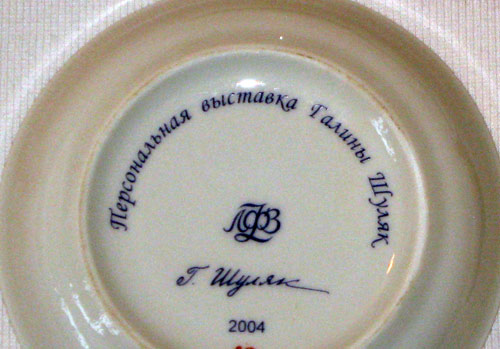 Персональная выставка Галины Шуляк
ЛФЗ
Г. Шуляк
2004